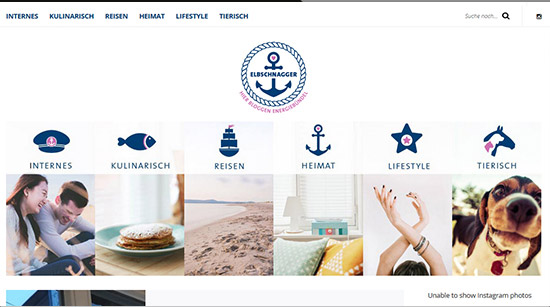 INTERNES KULINARISCH REISEN HEIMAT LIFESTYLE TIERISCH Suche nach...
ELBSCHNAGGER
HIER BLOGGEN ENERGIEBÜNDEL
INTERNES KULINARISCH REISEN HEIMAT LIFESTYLE TIERISCH
Unable to show Instagram photos